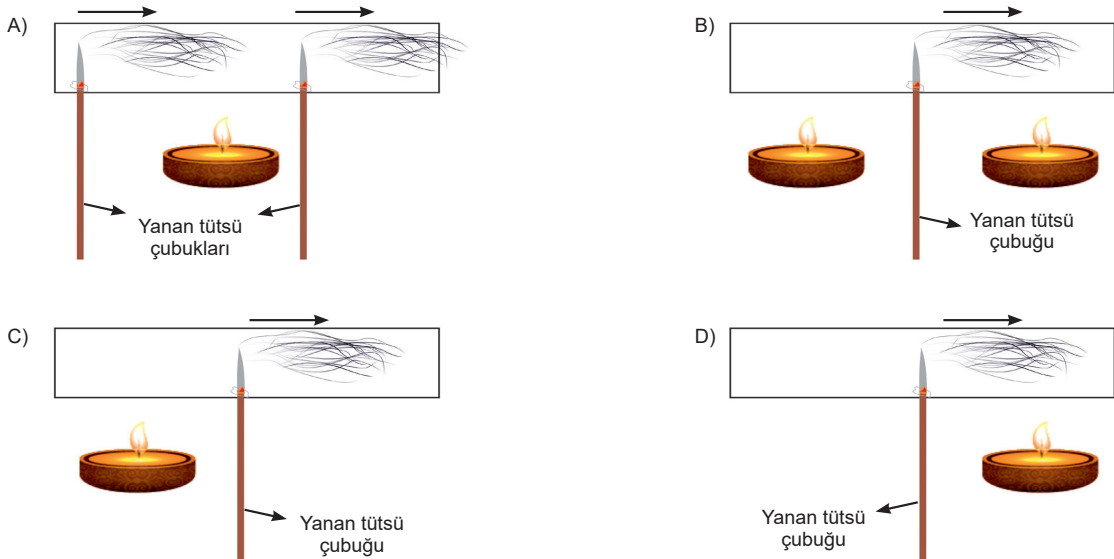 A)
Yanan tütsü
çubukları
B)
Yanan tütsü
çubuğu
C)
Yanan tütsü
çubuğu
D)
Yanan tütsü
çubuğu